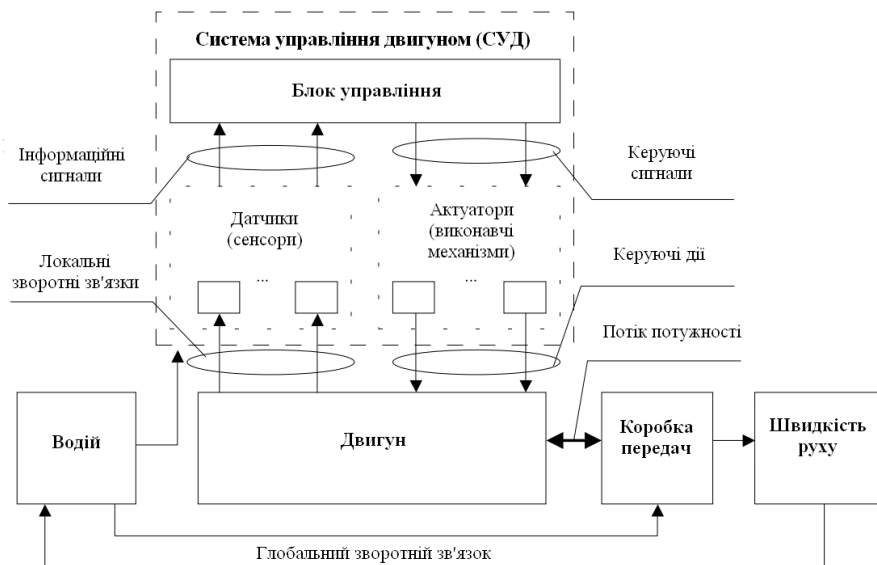 Система управління двигуном (СУД)
Блок управління
Інформаційні
сигнали
Керуючі
сигнали
Датчики
(сенсори)
...
Актуатори
(виконавчі
механізми)
...
Локальні
зворотні зв'язки
Керуючі дії
Потік потужності
Водій
Двигун
Коробка
передач
Швидкість
руху
Глобальний зворотній зв'язок